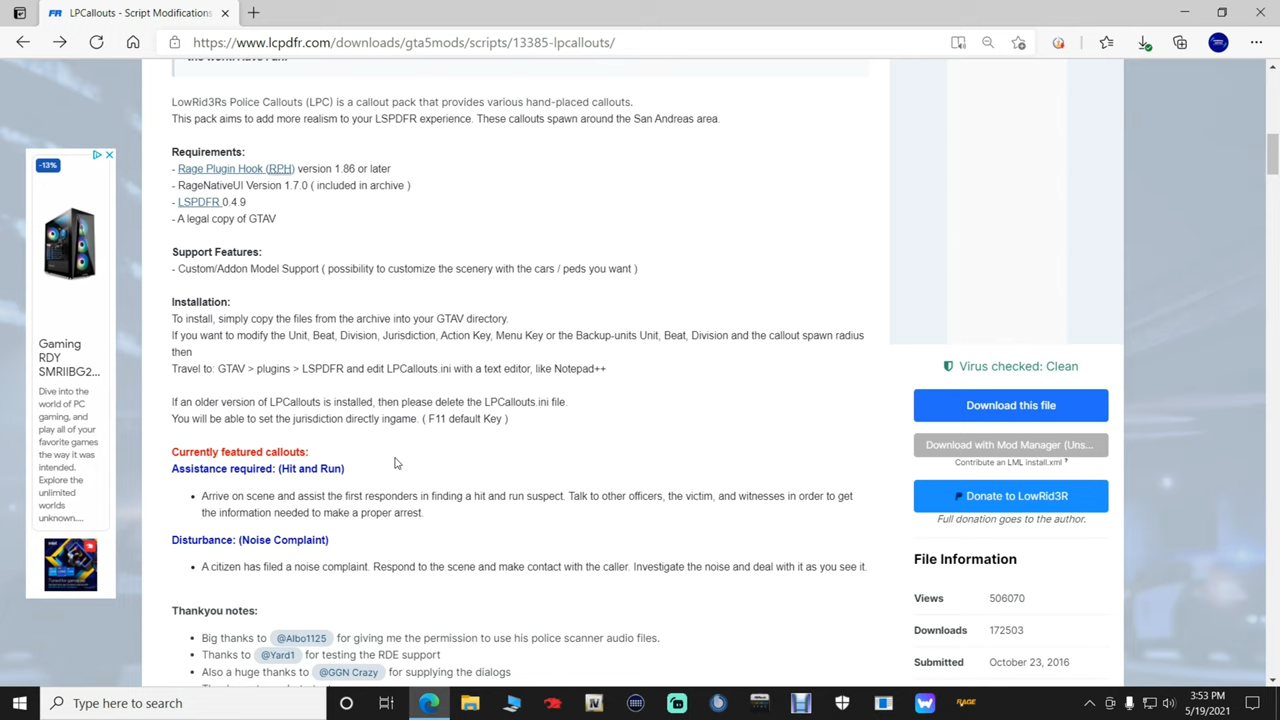 LPCallouts - Script Modifications
https://www.lcpdfr.com/downloads/gta5mods/scripts/13385-lpcallouts/
the world! Have Fun!
LowRid3Rs Police Callouts (LPC) is a callout pack that provides various hand-placed callouts.
This pack aims to add more realism to your LSPDFR experience. These callouts spawn around the San Andreas area.
Requirements:
- Rage Plugin Hook (RPH) version 1.86 or later
- RageNativeUI Version 1.7.0 ( included in archive )
- LSPDFR 0.4.9
- A legal copy of GTAV
Support Features:
- Custom/Addon Model Support ( possibility to customize the scenery with the cars / peds you want )
Installation:
To install, simply copy the files from the archive into your GTAV directory.
If you want to modify the Unit, Beat, Division, Jurisdiction, Action Key, Menu Key or the Backup-units Unit, Beat, Division and the callout spawn radius
then
Travel to: GTAV > plugins > LSPDFR and edit LPCallouts.ini with a text editor, like Notepad++
If an older version of LPCallouts is installed, then please delete the LPCallouts.ini file.
You will be able to set the jurisdiction directly ingame. ( F11 default Key )
Currently featured callouts:
Assistance required: (Hit and Run)
• Arrive on scene and assist the first responders in finding a hit and run suspect. Talk to other officers, the victim, and witnesses in order to get
the information needed to make a proper arrest.
Disturbance: (Noise Complaint)
• A citizen has filed a noise complaint. Respond to the scene and make contact with the caller. Investigate the noise and deal with it as you see it.
Thankyou notes:
• Big thanks to @Albo1125 for giving me the permission to use his police scanner audio files.
• Thanks to @Yard1 for testing the RDE support
• Also a huge thanks to @GGN Crazy for supplying the dialogs
-13%
Gaming
RDY
SMRIIBG2...
Dive into the
world of PC
gaming, and
play all of your
favorite games
the way it was
intended.
Explore the
unlimited
worlds
unknown....
Virus checked: Clean
Download this file
Download with Mod Manager (Uns...
Contribute an LML install.xml ?
Donate to LowRid3R
Full donation goes to the author.
File Information
Views 506070
Downloads 172503
Submitted October 23, 2016
Type here to search
RAGE
3:53 PM
5/19/2021